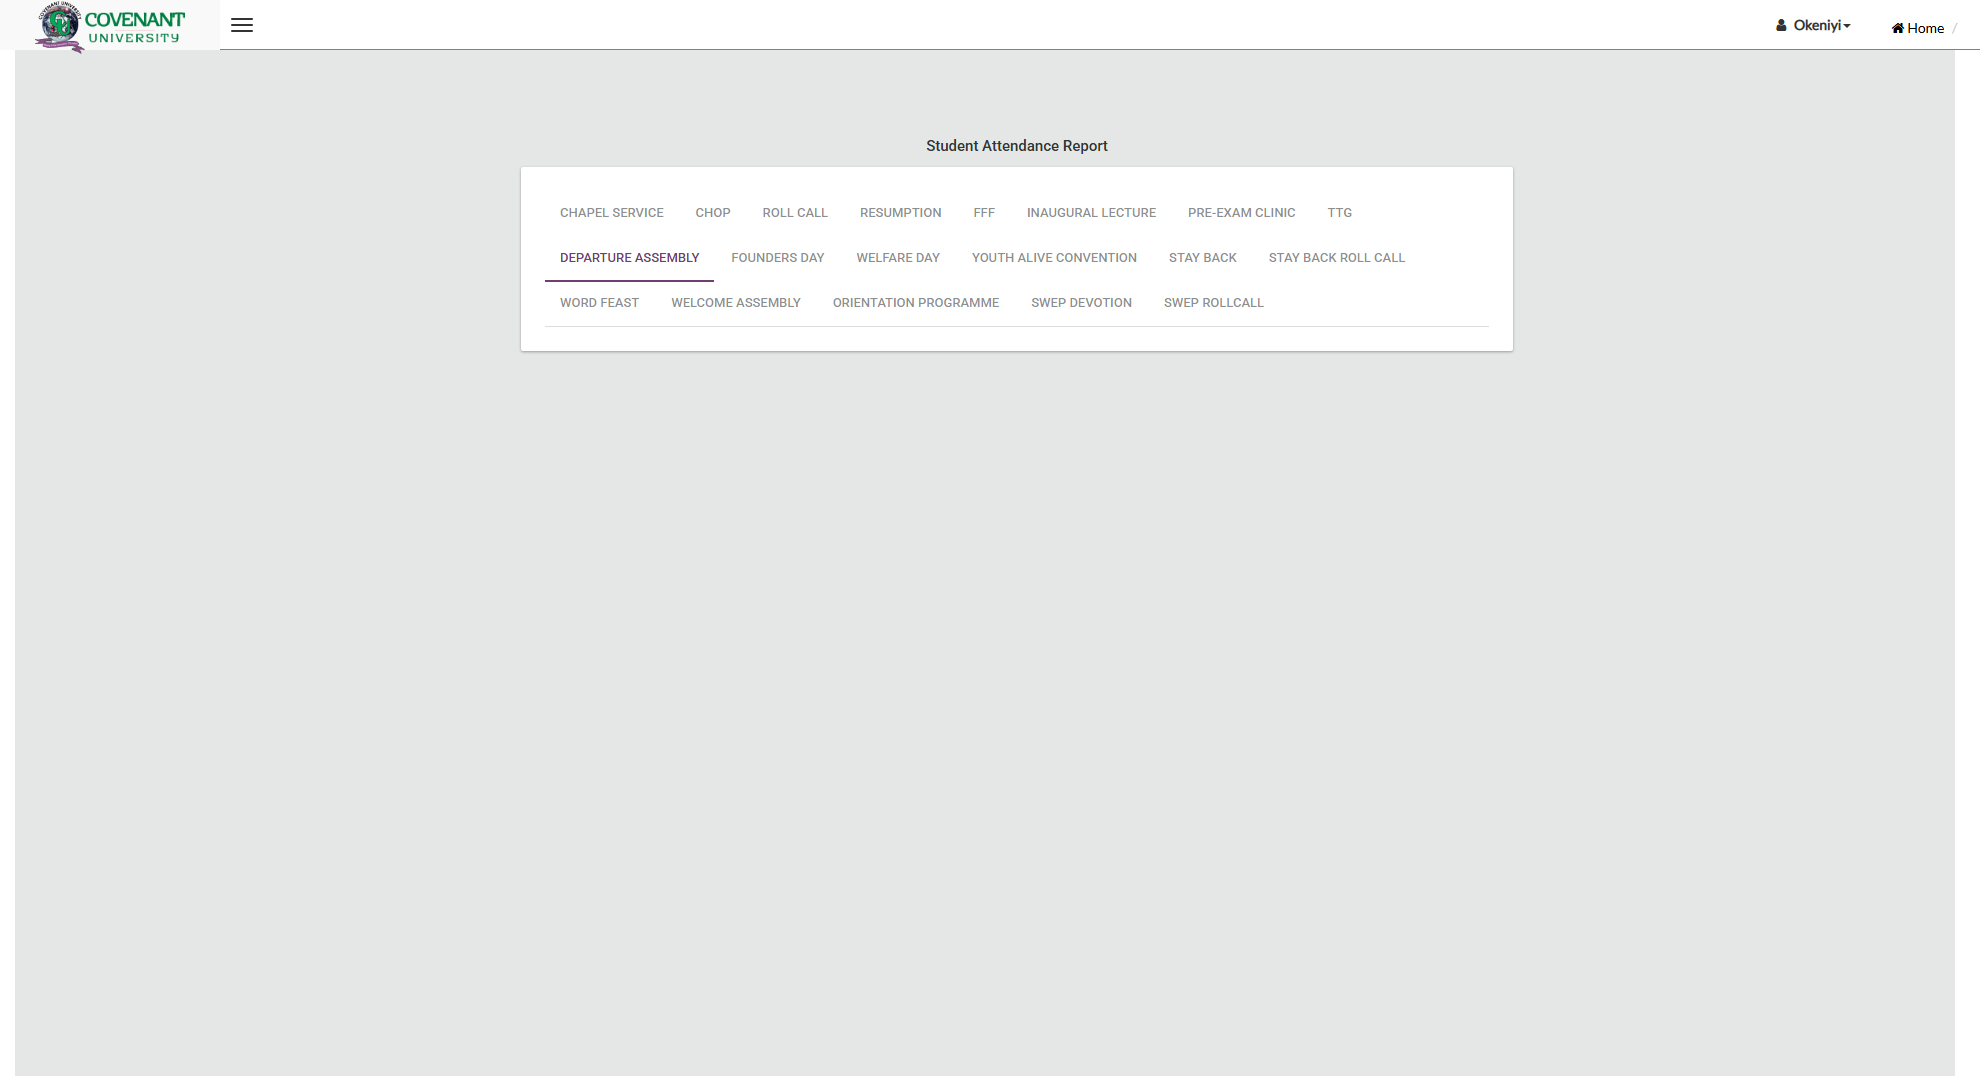 COVENANT UNIVERSITY
COVENANT
UNIVERSITY
Okeniyi
Home /
Student Attendance Report
CHAPEL SERVICE CHOP ROLL CALL RESUMPTION FFF INAUGURAL LECTURE PRE-EXAM CLINIC TTG
DEPARTURE ASSEMBLY FOUNDERS DAY WELFARE DAY YOUTH ALIVE CONVENTION STAY BACK STAY BACK ROLL CALL
WORD FEAST WELCOME ASSEMBLY ORIENTATION PROGRAMME SWEP DEVOTION SWEP ROLLCALL